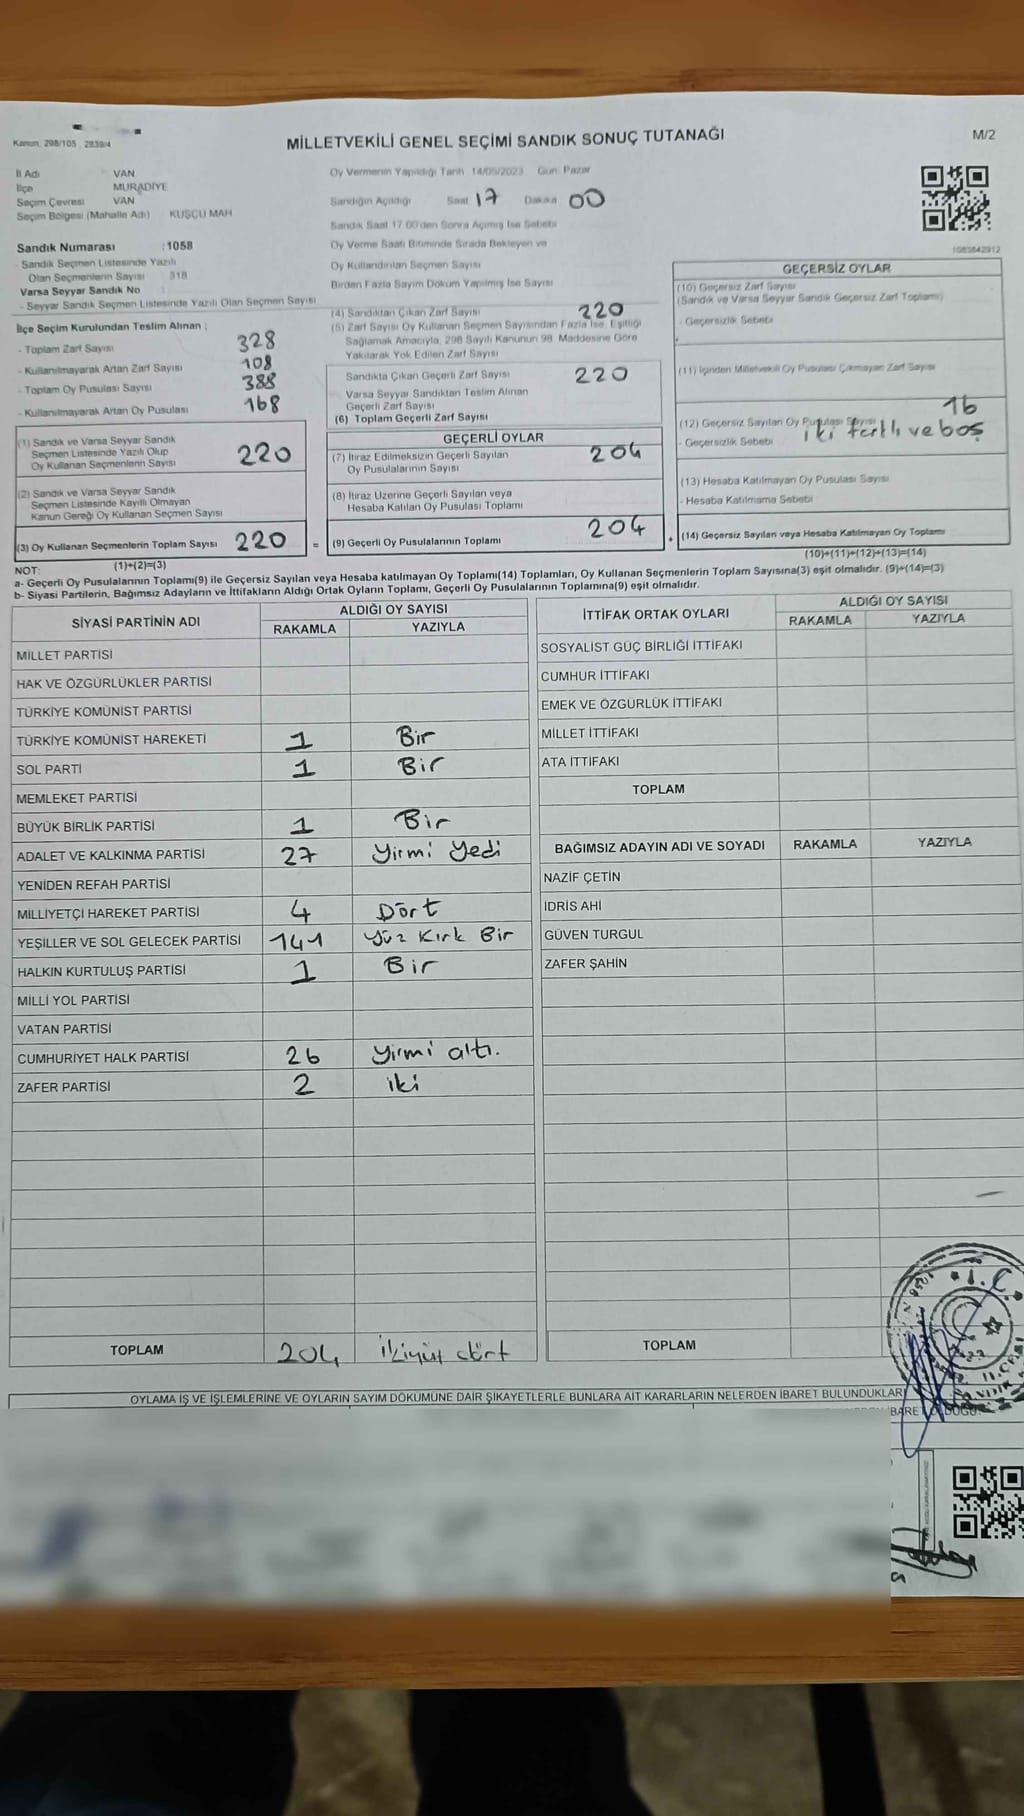 Kanun: 298/105 , 2839/4
MİLLETVEKİLİ GENEL SEÇİMİ SANDIK SONUÇ TUTANAĞI
M/2
İl Adı VAN
İlçe MURADİYE
Seçim Çevresi VAN
Seçim Bölgesi (Mahalle Adı) KUŞÇU MAH
Sandık Numarası :1058
- Sandık Seçmen Listesinde Yazılı
Olan Seçmenlerin Sayısı 318
Varsa Seyyar Sandık No
- Seyyar Sandık Seçmen Listesinde Yazılı Olan Seçmen Sayısı
İlçe Seçim Kurulundan Teslim Alınan ;
- Toplam Zarf Sayısı 328
- Kullanılmayarak Artan Zarf Sayısı 108
- Toplam Oy Pusulası Sayısı 388
- Kullanılmayarak Artan Oy Pusulası 168
(1) Sandık ve Varsa Seyyar Sandık
Seçmen Listesinde Yazılı Olup
Oy Kullanan Seçmenlerin Sayısı 220
(2) Sandık ve Varsa Seyyar Sandık
Seçmen Listesinde Kayıtlı Olmayan
Kanun Gereği Oy Kullanan Seçmen Sayısı
(3) Oy Kullanan Seçmenlerin Toplam Sayısı 220 =
(1)+(2)=(3)
Oy Vermenin Yapıldığı Tarih 14/05/2023 Gün: Pazar
Sandığın Açıldığı Saat 17 Dakika 00
Sandık Saat 17.00'den Sonra Açılmış İse Sebebi
Oy Verme Saati Bitiminde Sırada Bekleyen ve
Oy Kullandırılan Seçmen Sayısı
Birden Fazla Sayım Döküm Yapılmış İse Sayısı
(4) Sandıktan Çıkan Zarf Sayısı 220
(5) Zarf Sayısı Oy Kullanan Seçmen Sayısından Fazla İse, Eşitliği
Sağlamak Amacıyla, 298 Sayılı Kanunun 98. Maddesine Göre
Yakılarak Yok Edilen Zarf Sayısı
Sandıkta Çıkan Geçerli Zarf Sayısı 220
Varsa Seyyar Sandıktan Teslim Alınan
Geçerli Zarf Sayısı
(6) Toplam Geçerli Zarf Sayısı
GEÇERLİ OYLAR
(7) İtiraz Edilmeksizin Geçerli Sayılan
Oy Pusulalarının Sayısı 204
(8) İtiraz Üzerine Geçerli Sayılan veya
Hesaba Katılan Oy Pusulası Toplamı
(9) Geçerli Oy Pusulalarının Toplamı 204 +
1083842912
GEÇERSİZ OYLAR
(10) Geçersiz Zarf Sayısı
(Sandık ve Varsa Seyyar Sandık Geçersiz Zarf Toplamı)
- Geçersizlik Sebebi
(11) İçinden Milletvekili Oy Pusulası Çıkmayan Zarf Sayısı
(12) Geçersiz Sayılan Oy Pusulası Sayısı 16
- Geçersizlik Sebebi iki ve boş
(13) Hesaba Katılmayan Oy Pusulası Sayısı
- Hesaba Katılmama Sebebi
(14) Geçersiz Sayılan veya Hesaba Katılmayan Oy Toplamı
(10)+(11)+(12)+(13)=(14)
NOT:
a- Geçerli Oy Pusulalarının Toplamı(9) ile Geçersiz Sayılan veya Hesaba katılmayan Oy Toplamı(14) Toplamları, Oy Kullanan Seçmenlerin Toplam Sayısına(3) eşit olmalıdır. (9)+(14)=(3)
b- Siyasi Partilerin, Bağımsız Adayların ve İttifakların Aldığı Ortak Oyların Toplamı, Geçerli Oy Pusulalarının Toplamına(9) eşit olmalıdır.
SİYASİ PARTİNİN ADI ALDIĞI OY SAYISI
RAKAMLA YAZIYLA
MİLLET PARTİSİ
HAK VE ÖZGÜRLÜKLER PARTİSİ
TÜRKİYE KOMÜNİST PARTİSİ
TÜRKİYE KOMÜNİST HAREKETİ 1 Bir
SOL PARTİ 1 Bir
MEMLEKET PARTİSİ
BÜYÜK BİRLİK PARTİSİ 1 Bir
ADALET VE KALKINMA PARTİSİ 27 Yirmi Yedi
YENİDEN REFAH PARTİSİ
MİLLİYETÇİ HAREKET PARTİSİ 4 Dört
YEŞİLLER VE SOL GELECEK PARTİSİ 141 Yüz Kırk Bir
HALKIN KURTULUŞ PARTİSİ 1 Bir
MİLLİ YOL PARTİSİ
VATAN PARTİSİ
CUMHURİYET HALK PARTİSİ 26 Yirmi altı.
ZAFER PARTİSİ 2 iki
TOPLAM 204 İkiyüz dört
İTTİFAK ORTAK OYLARI ALDIĞI OY SAYISI
RAKAMLA YAZIYLA
SOSYALİST GÜÇ BİRLİĞİ İTTİFAKI
CUMHUR İTTİFAKI
EMEK VE ÖZGÜRLÜK İTTİFAKI
MİLLET İTTİFAKI
ATA İTTİFAKI
TOPLAM
BAĞIMSIZ ADAYIN ADI VE SOYADI RAKAMLA YAZIYLA
NAZİF ÇETİN
İDRİS AHİ
GÜVEN TURGUL
ZAFER ŞAHİN
TOPLAM
OYLAMA İŞ VE İŞLEMLERİNE VE OYLARIN SAYIM DÖKÜMÜNE DAİR ŞİKAYETLERLE BUNLARA AİT KARARLARIN NELERDEN İBARET BULUNDUKLARI